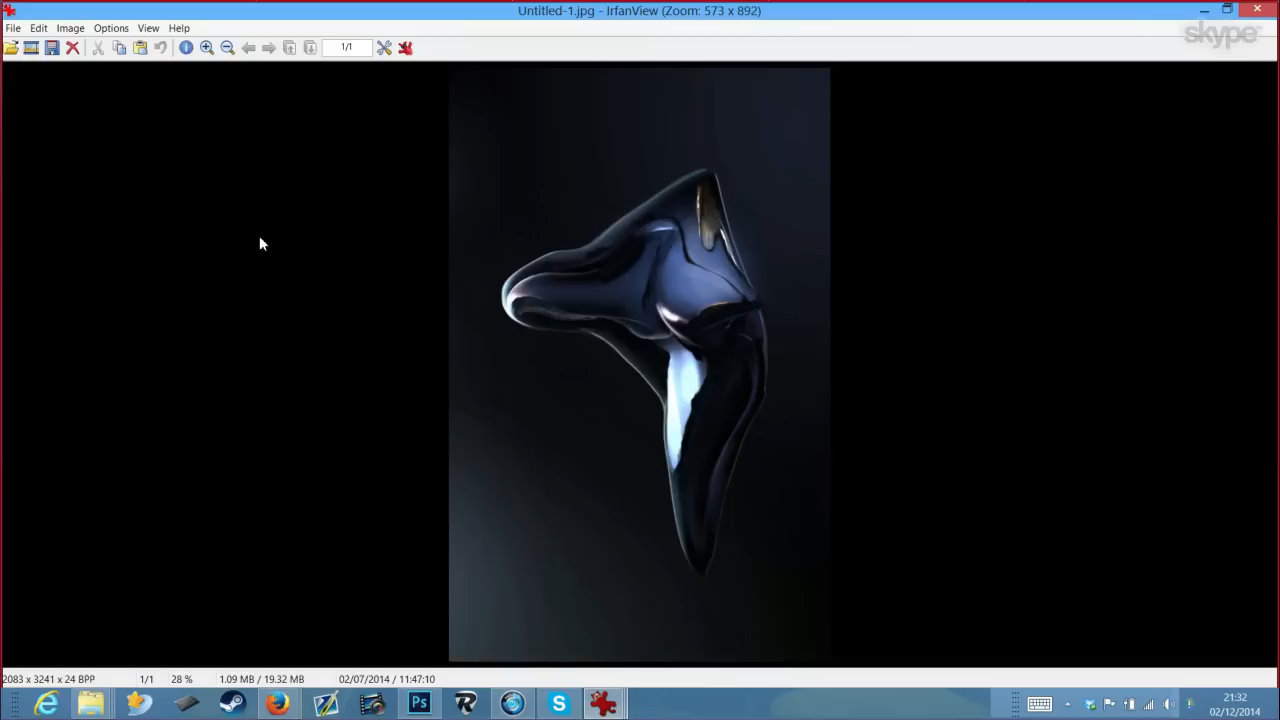 Untitled-1.jpg - IrfanView (Zoom: 573 x 892)
File Edit Image Options View Help
skype™
1/1
2083 x 3241 x 24 BPP 1/1 28 % 1.09 MB / 19.32 MB 02/07/2014 / 11:47:10
Ps
21:32
02/12/2014